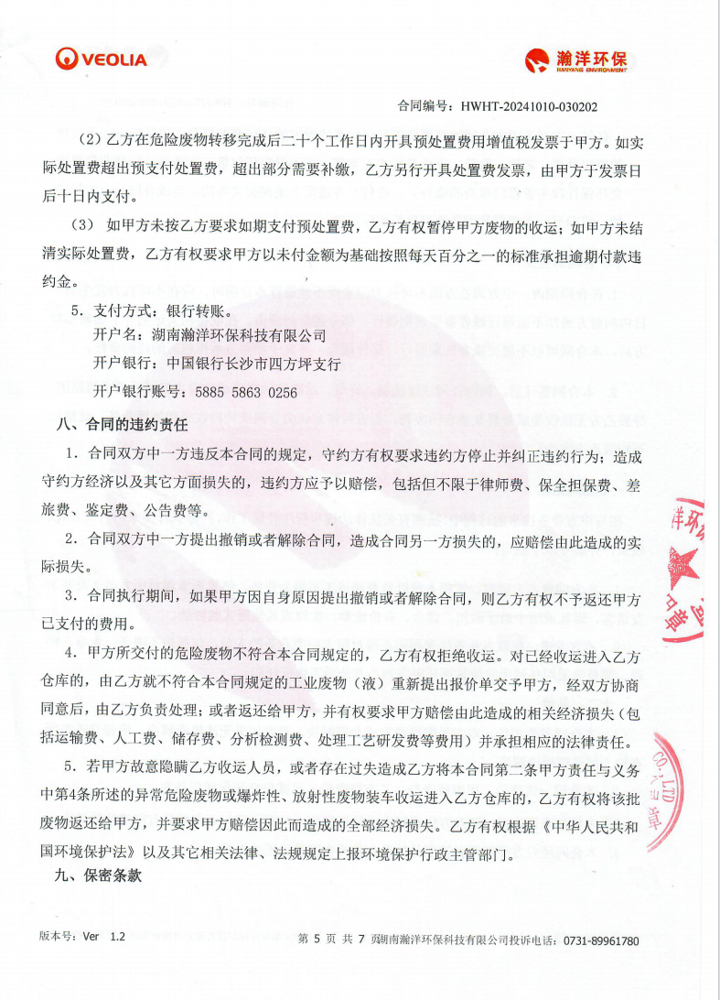 VEOLIA
瀚洋环保
HANYANG ENVIRONMENT
合同编号：HWHT-20241010-030202
（2）乙方在危险废物转移完成后二十个工作日内开具预处置费用增值税发票于甲方。如实
际处置费超出预支付处置费，超出部分需要补缴，乙方另行开具处置费发票，由甲方于发票日
后十日内支付。
（3） 如甲方未按乙方要求如期支付预处置费，乙方有权暂停甲方废物的收运；如甲方未结
清实际处置费，乙方有权要求甲方以未付金额为基础按照每天百分之一的标准承担逾期付款违
约金。
5．支付方式：银行转账。
开户名：湖南瀚洋环保科技有限公司
开户银行：中国银行长沙市四方坪支行
开户银行账号：5885 5863 0256
八、合同的违约责任
1．合同双方中一方违反本合同的规定，守约方有权要求违约方停止并纠正违约行为；造成
守约方经济以及其它方面损失的，违约方应予以赔偿，包括但不限于律师费、保全担保费、差
旅费、鉴定费、公告费等。
2．合同双方中一方提出撤销或者解除合同，造成合同另一方损失的，应赔偿由此造成的实
际损失。
3．合同执行期间，如果甲方因自身原因提出撤销或者解除合同，则乙方有权不予返还甲方
已支付的费用。
4．甲方所交付的危险废物不符合本合同规定的，乙方有权拒绝收运。对已经收运进入乙方
仓库的，由乙方就不符合本合同规定的工业废物（液）重新提出报价单交予甲方，经双方协商
同意后，由乙方负责处理；或者返还给甲方，并有权要求甲方赔偿由此造成的相关经济损失（包
括运输费、人工费、储存费、分析检测费、处理工艺研发费等费用）并承担相应的法律责任。
5．若甲方故意隐瞒乙方收运人员，或者存在过失造成乙方将本合同第二条甲方责任与义务
中第4条所述的异常危险废物或爆炸性、放射性废物装车收运进入乙方仓库的，乙方有权将该批
废物返还给甲方，并要求甲方赔偿因此而造成的全部经济损失。乙方有权根据《中华人民共和
国环境保护法》以及其它相关法律、法规规定上报环境保护行政主管部门。
九、保密条款
洋环
章
CO., LTD
章
版本号：Ver 1.2
第 5 页 共 7 页湖南瀚洋环保科技有限公司投诉电话：0731-89961780